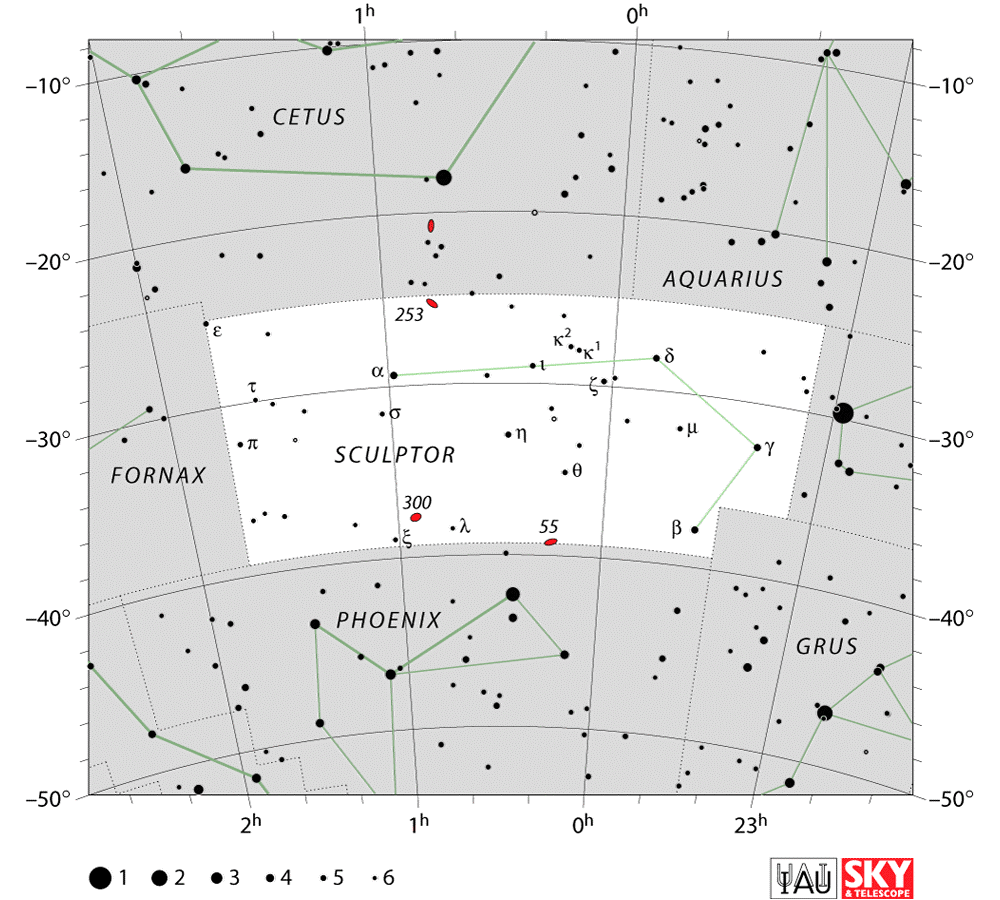 1h 0h
–10° –10°
CETUS
–20° –20°
AQUARIUS
253
ε κ² κ¹ δ
α ι
τ ζ
σ
–30° –30°
π η μ γ
SCULPTOR
FORNAX θ
300
ξ λ 55 β
–40° –40°
PHOENIX
GRUS
–50° –50°
2h 1h 0h 23h
1 2 3 4 5 6
IAU
SKY
& TELESCOPE